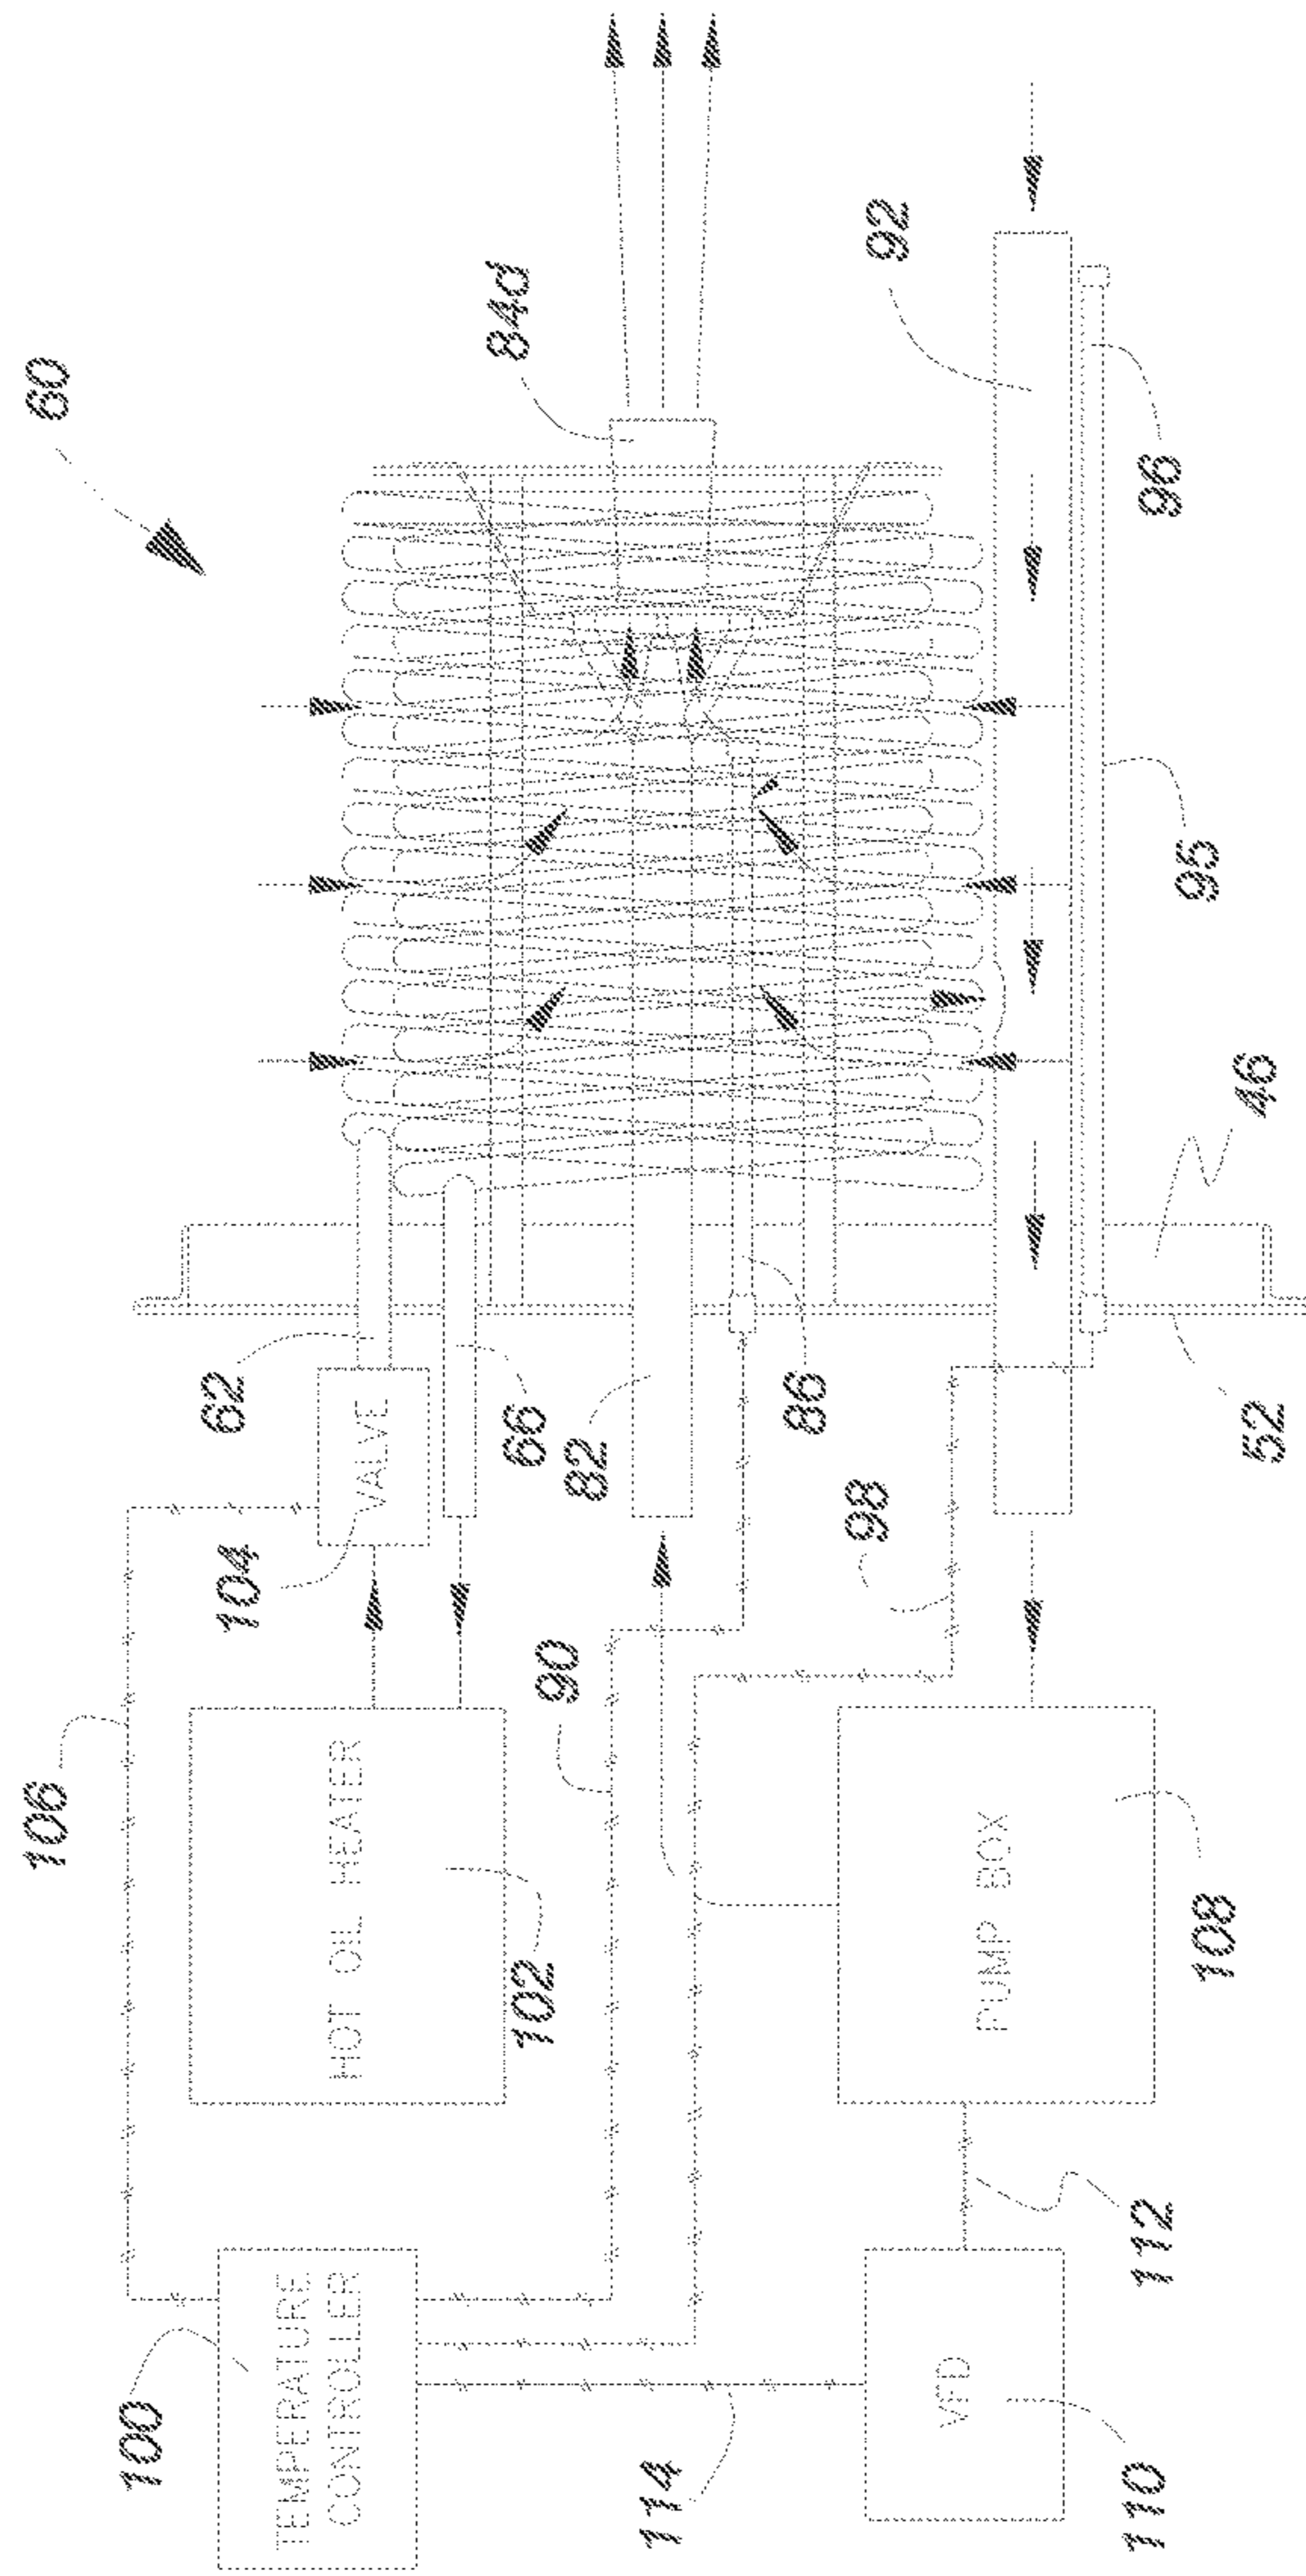 60
84d
92
96
95
46
52
62
66
82
86
98
104
VALVE
90
106
HOT OIL HEATER
102
PUMP BOX
108
112
100
TEMPERATURE
CONTROLLER
114
VFD
110